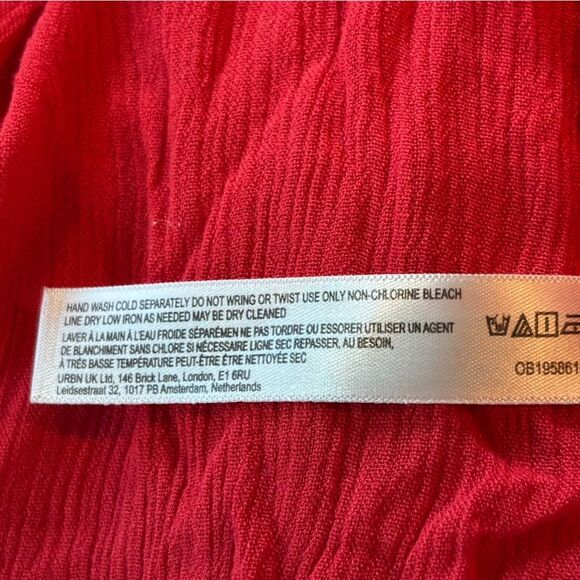 HAND WASH COLD SEPARATELY DO NOT WRING OR TWIST USE ONLY NON-CHLORINE BLEACH
LINE DRY LOW IRON AS NEEDED MAY BE DRY CLEANED
LAVER À LA MAIN À L'EAU FROIDE SÉPARÉMEN NE PAS TORDRE OU ESSORER UTILISER UN AGENT
DE BLANCHIMENT SANS CHLORE SI NÉCESSAIRE LIGNE SEC REPASSER, AU BESOIN,
À TRÈS BASSE TEMPÉRATURE PEUT-ÊTRE ÊTRE NETTOYÉE SEC
URBN UK Ltd, 146 Brick Lane, London, E1 6RU
Leidsestraat 32, 1017 PB Amsterdam, Netherlands
OB195861